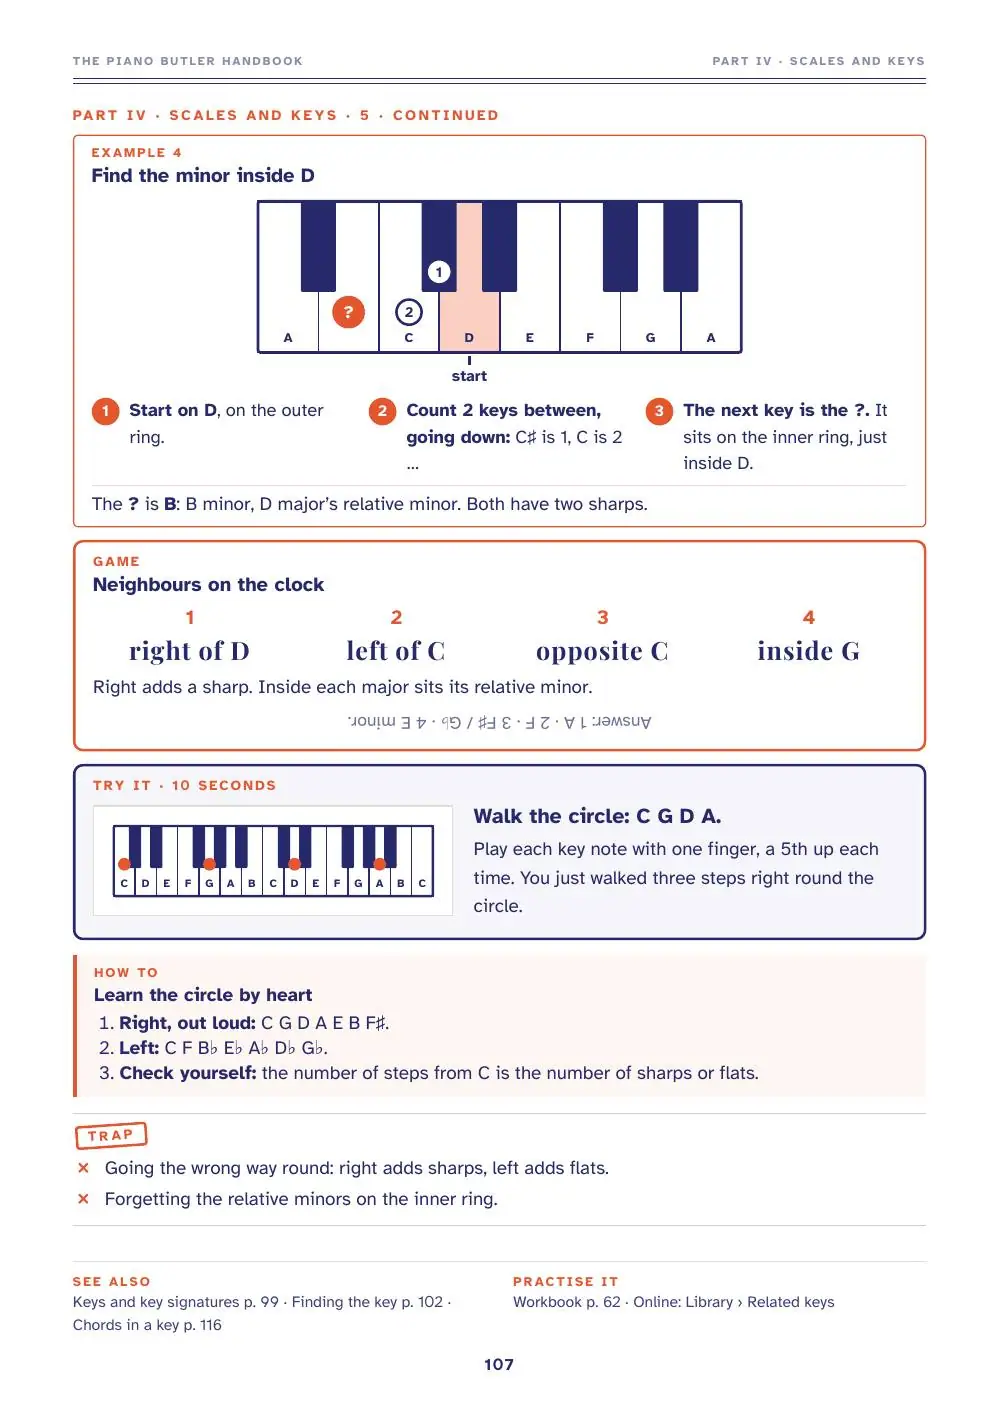 THE PIANO BUTLER HANDBOOK
PART IV · SCALES AND KEYS
PART IV · SCALES AND KEYS · 5 · CONTINUED
EXAMPLE 4
Find the minor inside D
1
? 2
A C D E F G A
start
1 Start on D, on the outer
ring.
2 Count 2 keys between,
going down: C♯ is 1, C is 2
...
3 The next key is the ?. It
sits on the inner ring, just
inside D.
The ? is B: B minor, D major’s relative minor. Both have two sharps.
GAME
Neighbours on the clock
1 2 3 4
right of D left of C opposite C inside G
Right adds a sharp. Inside each major sits its relative minor.
Answer: 1 A · 2 F · 3 F♯ / G♭ · 4 E minor.
TRY IT · 10 SECONDS
C D E F G A B C D E F G A B C
Walk the circle: C G D A.
Play each key note with one finger, a 5th up each
time. You just walked three steps right round the
circle.
HOW TO
Learn the circle by heart
1. Right, out loud: C G D A E B F♯.
2. Left: C F B♭ E♭ A♭ D♭ G♭.
3. Check yourself: the number of steps from C is the number of sharps or flats.
TRAP
× Going the wrong way round: right adds sharps, left adds flats.
× Forgetting the relative minors on the inner ring.
SEE ALSO
Keys and key signatures p. 99 · Finding the key p. 102 ·
Chords in a key p. 116
PRACTISE IT
Workbook p. 62 · Online: Library › Related keys
107